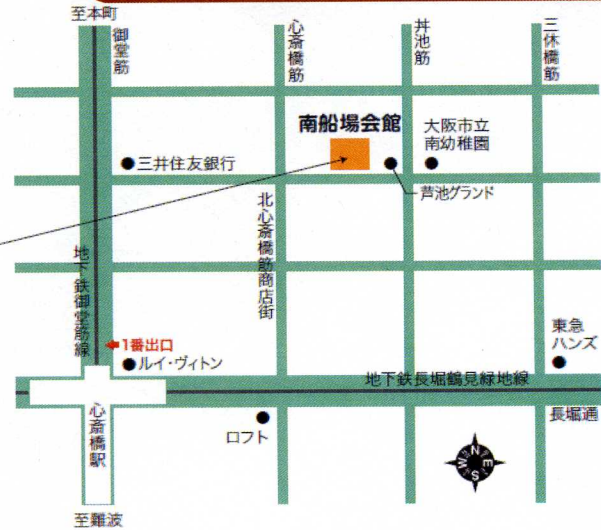 至本町
御堂筋
心斎橋筋
丼池筋
三休橋筋
南船場会館
大阪市立
南幼稚園
三井住友銀行
芦池グランド
北心斎橋筋商店街
地下鉄御堂筋線
1番出口
ルイ・ヴィトン
東急
ハンズ
地下鉄長堀鶴見緑地線
長堀通
心斎橋駅
ロフト
N
W
E
S
至難波